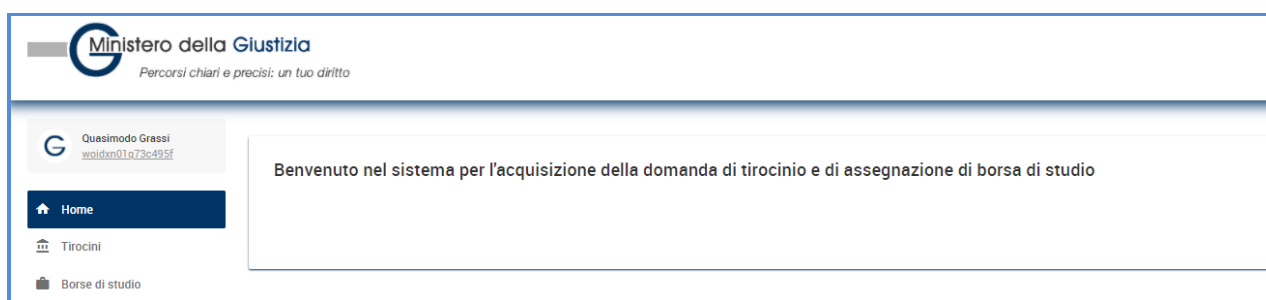 Ministero della Giustizia
Percorsi chiari e precisi: un tuo diritto
Quasimodo Grassi
woidxn01q73c495f
Benvenuto nel sistema per l'acquisizione della domanda di tirocinio e di assegnazione di borsa di studio
Home
Tirocini
Borse di studio